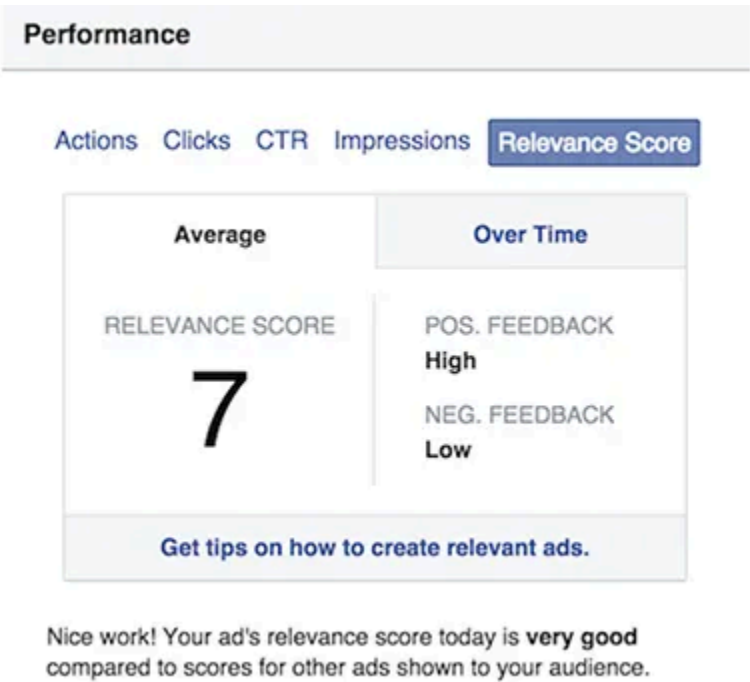 Performance
Actions Clicks CTR Impressions Relevance Score
Average Over Time
RELEVANCE SCORE
7
POS. FEEDBACK
High
NEG. FEEDBACK
Low
Get tips on how to create relevant ads.
Nice work! Your ad's relevance score today is very good
compared to scores for other ads shown to your audience.